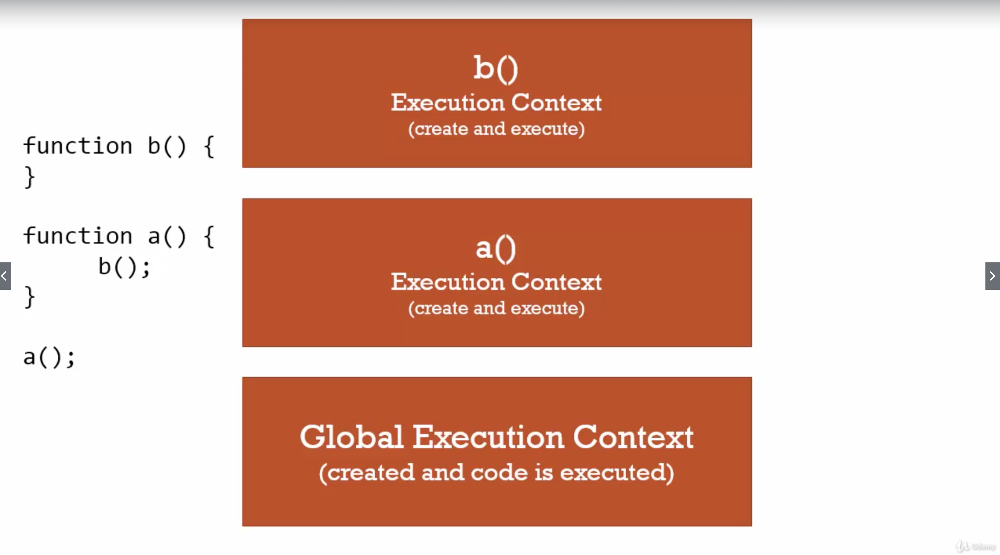 function b() {
}
function a() {
b();
}
a();
b()
Execution Context
(create and execute)
a()
Execution Context
(create and execute)
Global Execution Context
(created and code is executed)
Udemy